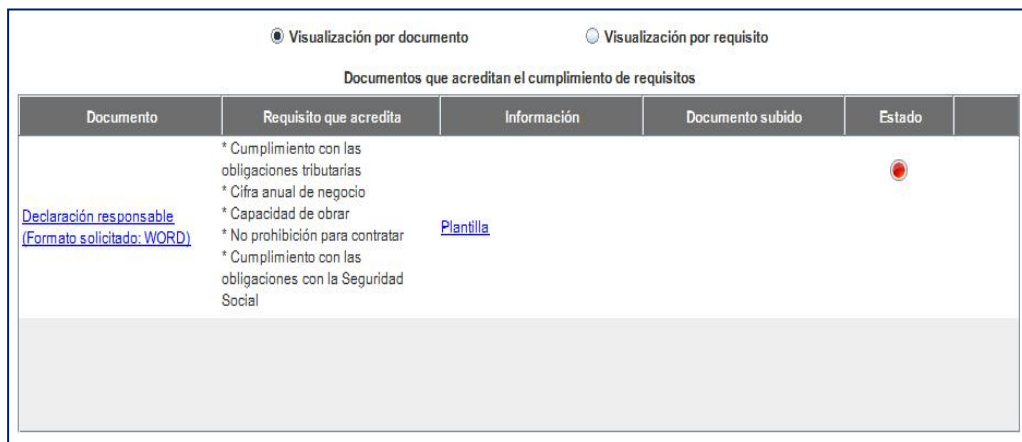 Visualización por documento Visualización por requisito
Documentos que acreditan el cumplimiento de requisitos
Documento Requisito que acredita Información Documento subido Estado
* Cumplimiento con las
obligaciones tributarias
* Cifra anual de negocio
Declaración responsable * Capacidad de obrar
(Formato solicitado: WORD) * No prohibición para contratar Plantilla
* Cumplimiento con las
obligaciones con la Seguridad
Social